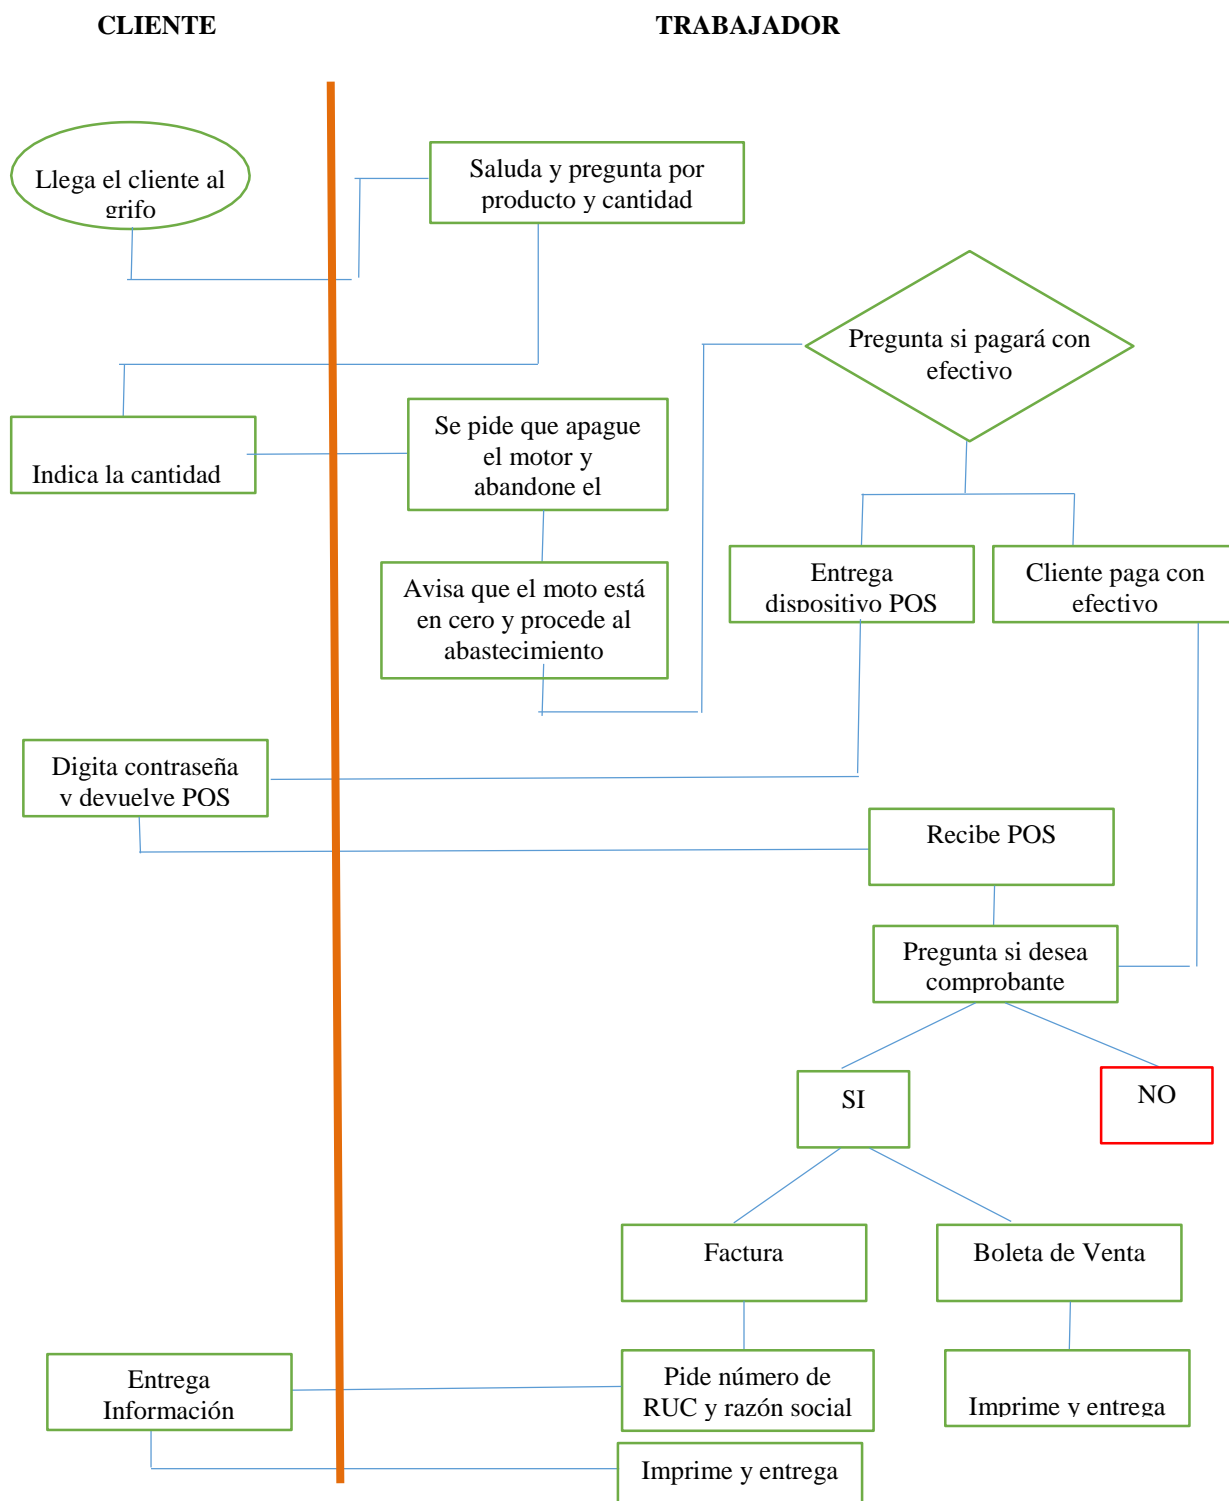 CLIENTE
TRABAJADOR
Llega el cliente al
grifo
Saluda y pregunta por
producto y cantidad
Pregunta si pagará con
efectivo
Indica la cantidad
Se pide que apague
el motor y
abandone el
Avisa que el moto está
en cero y procede al
abastecimiento
Entrega
dispositivo POS
Cliente paga con
efectivo
Digita contraseña
y devuelve POS
Recibe POS
Pregunta si desea
comprobante
SI
NO
Factura
Boleta de Venta
Entrega
Información
Pide número de
RUC y razón social
Imprime y entrega
Imprime y entrega